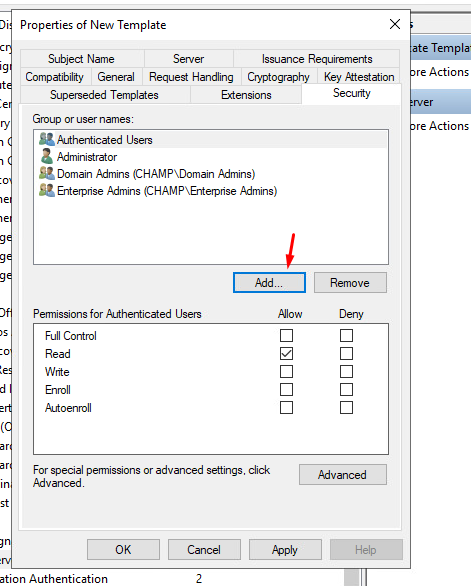 Properties of New Template
Subject Name
Server
Issuance Requirements
Compatibility
General
Request Handling
Cryptography
Key Attestation
Superseded Templates
Extensions
Security
Group or user names:
Authenticated Users
Administrator
Domain Admins (CHAMP\Domain Admins)
Enterprise Admins (CHAMP\Enterprise Admins)
Add...
Remove
Permissions for Authenticated Users
Allow
Deny
Full Control
Read
Write
Enroll
Autoenroll
For special permissions or advanced settings, click
Advanced.
Advanced
OK
Cancel
Apply
Help
ation Authentication
2
cate Templa
ore Actions
erver
ore Actions